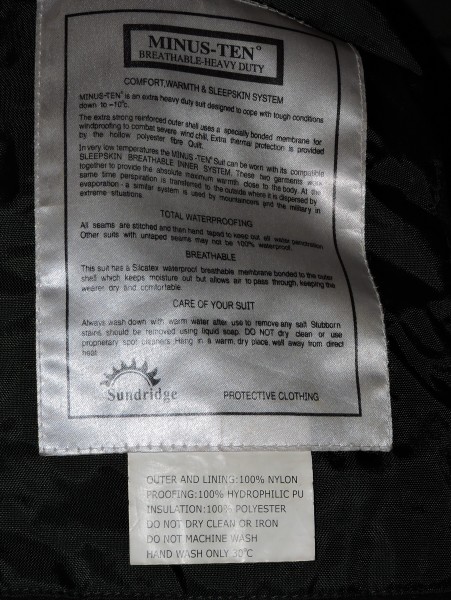 MINUS-TEN°
BREATHABLE-HEAVY DUTY
COMFORT,WARMTH & SLEEPSKIN SYSTEM
MINUS-TEN° is an extra heavy duty suit designed to cope with tough conditions
down to -10°c.
The extra strong reinforced outer shell uses a specially bonded membrane for
windproofing to combat severe wind chill. Extra thermal protection is provided
by the hollow polyester fibre Quilt.
In very low temperatures the MINUS-TEN Suit can be worn with its compatible
SLEEPSKIN BREATHABLE INNER SYSTEM. These two garments work
together to provide the absolute maximum warmth close to the body. At the
same time perspiration is transferred to the outside where it is dispersed by
evaporation - a similar system is used by mountaineers and the military in
extreme situations.
TOTAL WATERPROOFING
All seams are stitched and then hand taped to keep out all water penetration
Other suits with untaped seams may not be 100% waterproof.
BREATHABLE
This suit has a Silcatex waterproof breathable membrane bonded to the outer
shell which keeps moisture out but allows air to pass through, keeping the
wearer dry and comfortable.
CARE OF YOUR SUIT
Always wash down with warm water after use to remove any salt Stubborn
stains should be removed using liquid soap. DO NOT dry clean or use
proprietary spot cleaners. Hang in a warm, dry place, well away from direct
heat
Sundridge
PROTECTIVE CLOTHING
OUTER AND LINING:100% NYLON
PROOFING:100% HYDROPHILIC PU
INSULATION:100% POLYESTER
DO NOT DRY CLEAN OR IRON
DO NOT MACHINE WASH
HAND WASH ONLY 30℃